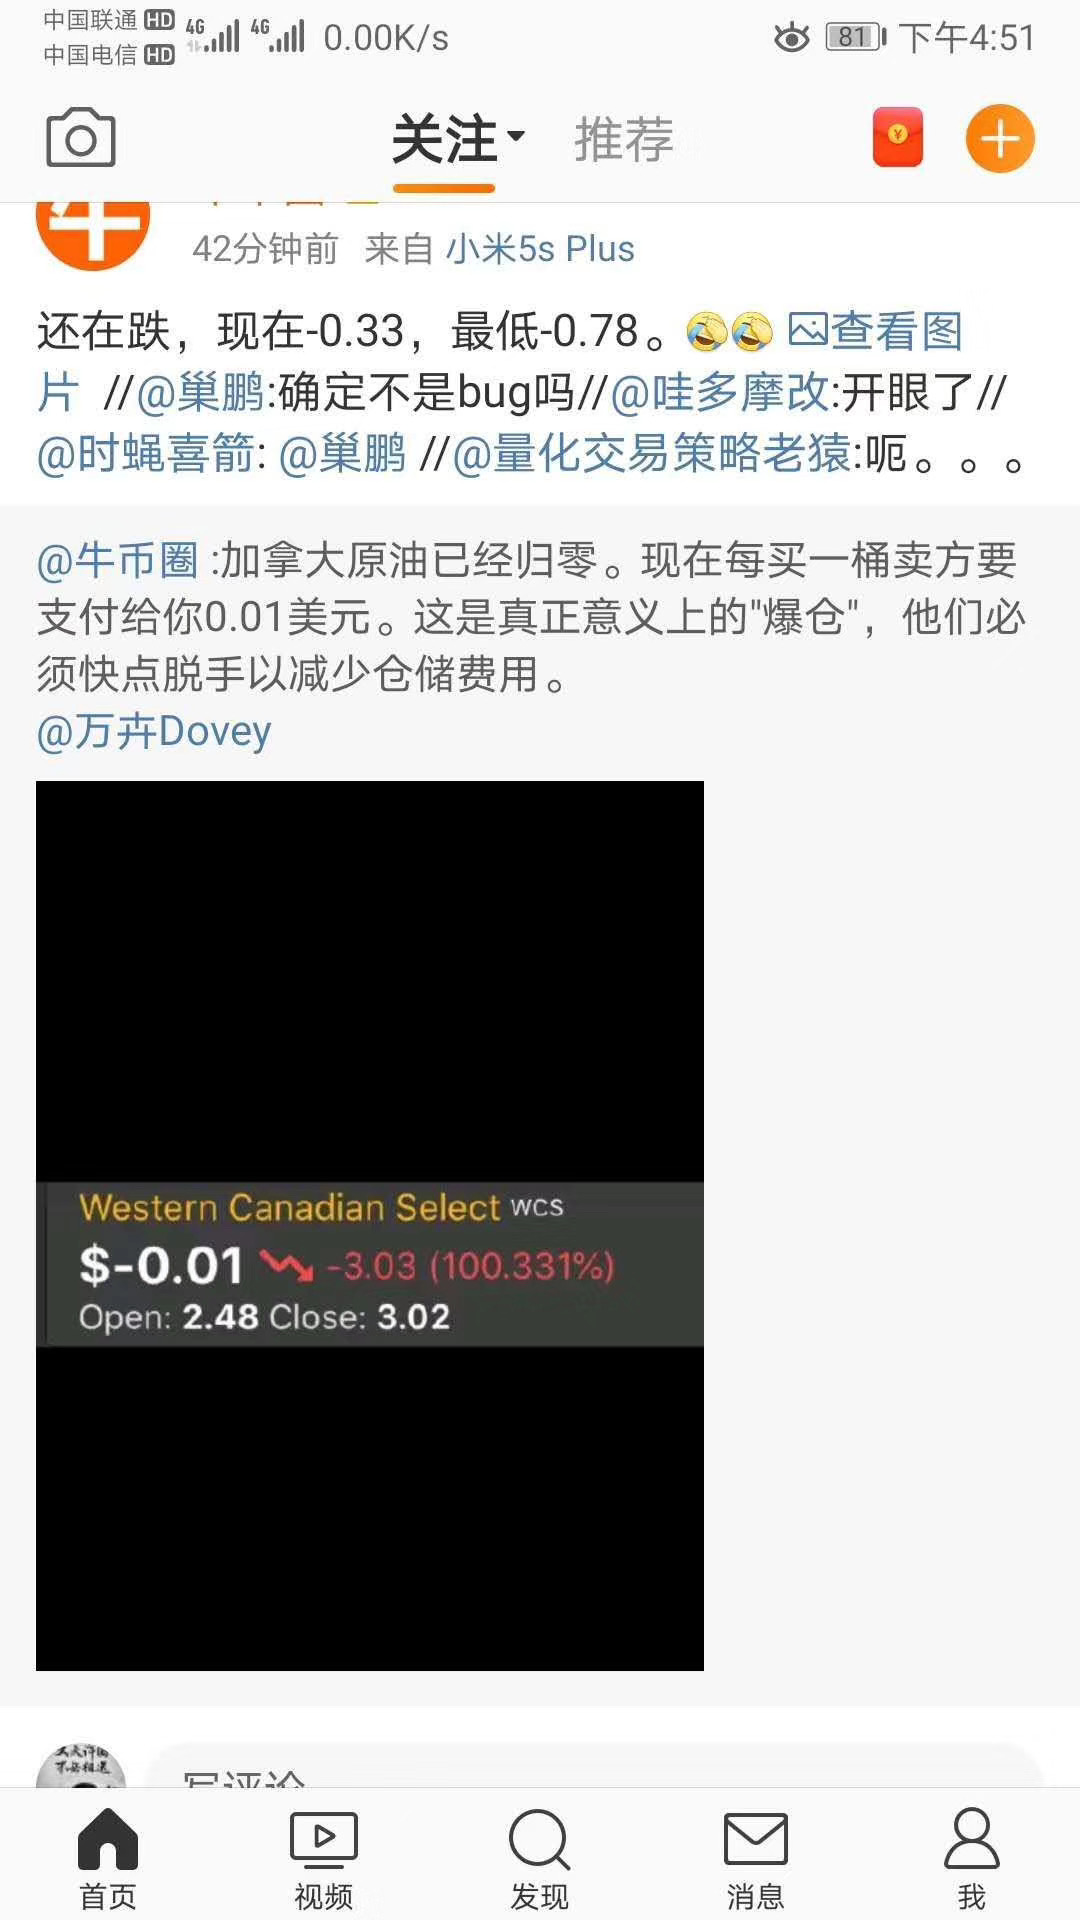 中国联通 HD 4G 4G 0.00K/s 81 下午4:51
中国电信 HD
关注 推荐
42分钟前 来自 小米5s Plus
还在跌，现在-0.33，最低-0.78。🤣🤣查看图
片 //@巢鹏:确定不是bug吗//@哇多摩改:开眼了//
@时蝇喜箭: @巢鹏 //@量化交易策略老猿:呃。。。
@牛币圈 :加拿大原油已经归零。现在每买一桶卖方要
支付给你0.01美元。这是真正意义上的"爆仓"，他们必
须快点脱手以减少仓储费用。
@万卉Dovey
Western Canadian Select WCS
$-0.01 -3.03 (100.331%)
Open: 2.48 Close: 3.02
写评论
首页 视频 发现 消息 我